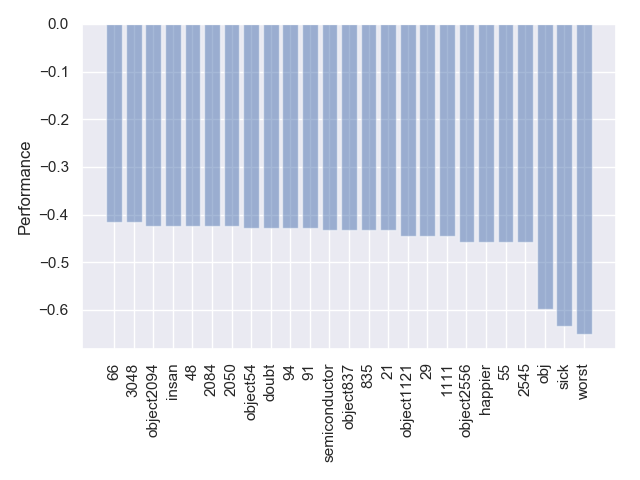 0.0
−0.1
−0.2
−0.3
−0.4
−0.5
−0.6
Performance
66
3048
object2094
insan
48
2084
2050
object54
doubt
94
91
semiconductor
object837
835
21
object1121
29
1111
object2556
happier
55
2545
obj
sick
worst